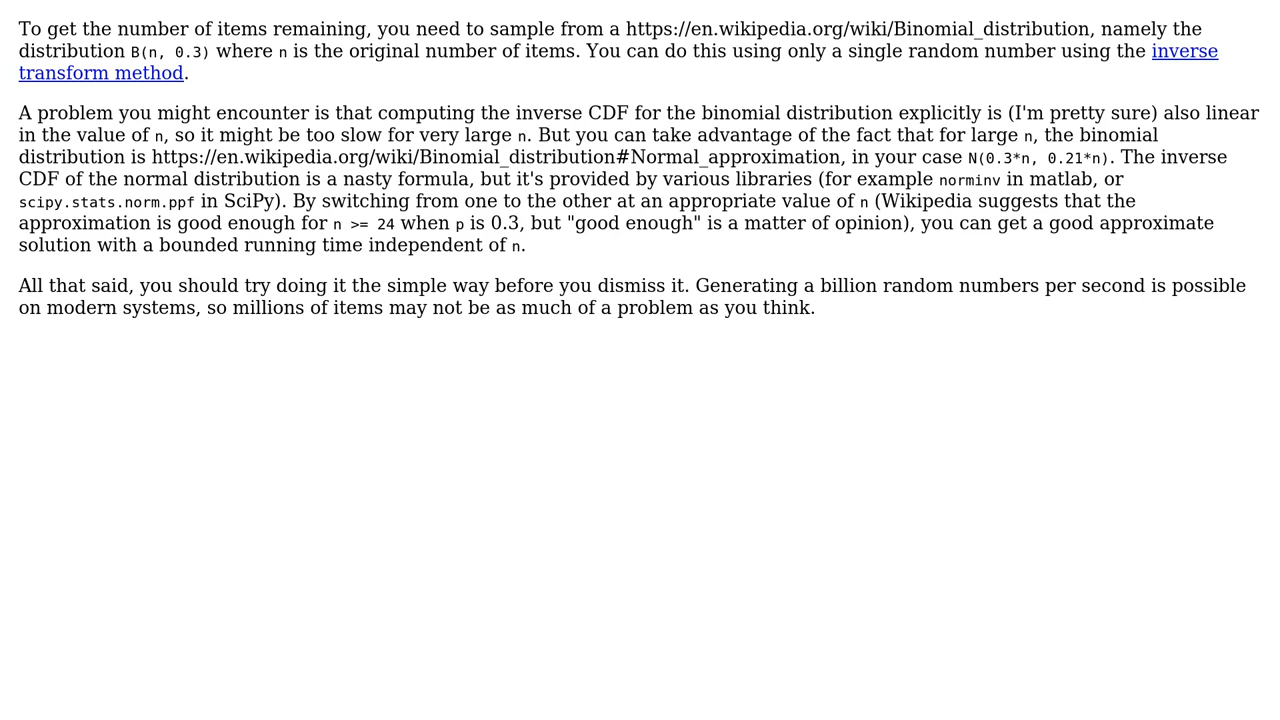 To get the number of items remaining, you need to sample from a https://en.wikipedia.org/wiki/Binomial_distribution, namely the
distribution B(n, 0.3) where n is the original number of items. You can do this using only a single random number using the inverse
transform method.
A problem you might encounter is that computing the inverse CDF for the binomial distribution explicitly is (I'm pretty sure) also linear
in the value of n, so it might be too slow for very large n. But you can take advantage of the fact that for large n, the binomial
distribution is https://en.wikipedia.org/wiki/Binomial_distribution#Normal_approximation, in your case N(0.3*n, 0.21*n). The inverse
CDF of the normal distribution is a nasty formula, but it's provided by various libraries (for example norminv in matlab, or
scipy.stats.norm.ppf in SciPy). By switching from one to the other at an appropriate value of n (Wikipedia suggests that the
approximation is good enough for n >= 24 when p is 0.3, but "good enough" is a matter of opinion), you can get a good approximate
solution with a bounded running time independent of n.
All that said, you should try doing it the simple way before you dismiss it. Generating a billion random numbers per second is possible
on modern systems, so millions of items may not be as much of a problem as you think.